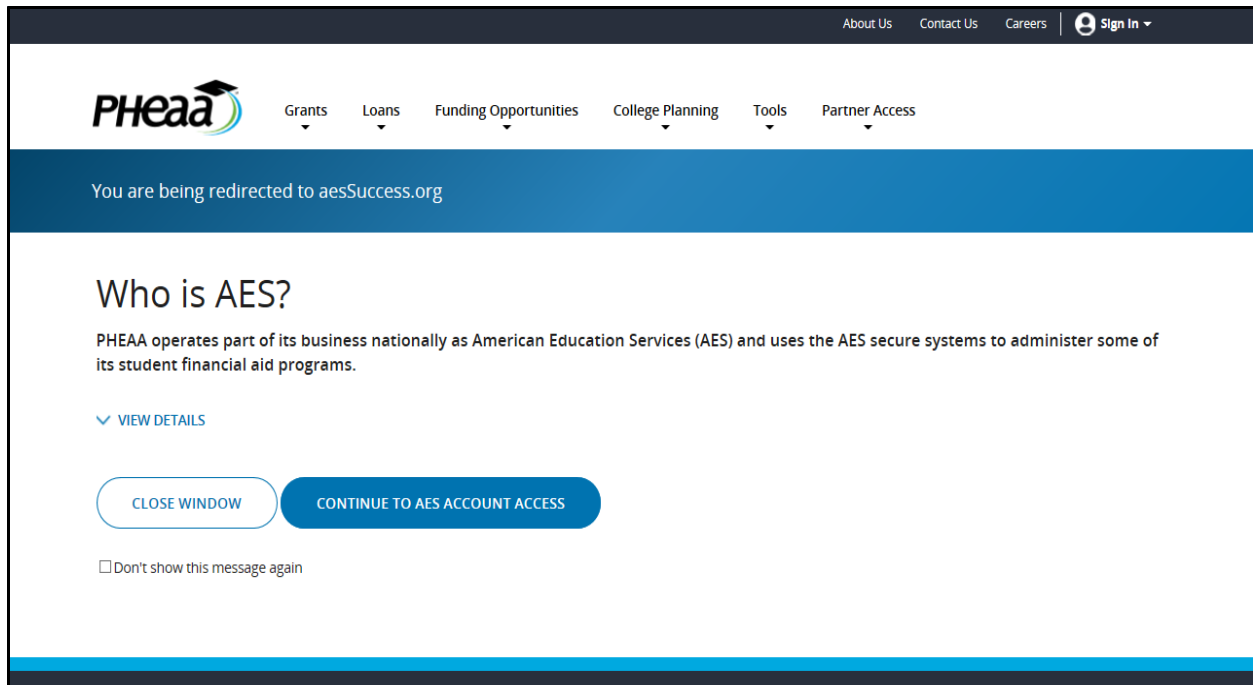 About Us Contact Us Careers Sign In
PHEAA Grants Loans Funding Opportunities College Planning Tools Partner Access
You are being redirected to aesSuccess.org
Who is AES?
PHEAA operates part of its business nationally as American Education Services (AES) and uses the AES secure systems to administer some of
its student financial aid programs.
VIEW DETAILS
CLOSE WINDOW CONTINUE TO AES ACCOUNT ACCESS
Don't show this message again